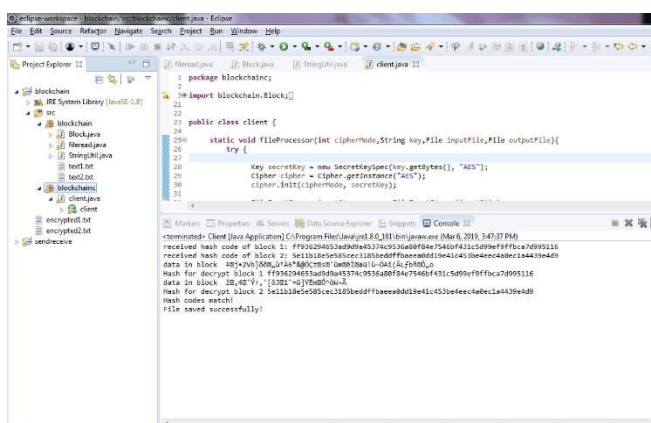 eclipse-workspace - blockchain/src/blockchainc/client.java - Eclipse
File Edit Source Refactor Navigate Search Project Run Window Help
Project Explorer
fileread.java Block.java StringUtil.java client.java
blockchain
JRE System Library [JavaSE-1.8]
src
blockchain
Block.java
fileread.java
StringUtil.java
text1.txt
text2.txt
blockchainc
client.java
client
encrypted1.txt
encrypted2.txt
sendreceive
1 package blockchainc;
2
3 import blockchain.Block;
21
22
23 public class client {
24
25 static void fileProcessor(int cipherMode,String key,File inputFile,File outputFile){
26 try {
27
28 Key secretKey = new SecretKeySpec(key.getBytes(), "AES");
29 Cipher cipher = Cipher.getInstance("AES");
30 cipher.init(cipherMode, secretKey);
31
Markers Properties Servers Data Source Explorer Snippets Console
<terminated> Client [Java Application] C:\Program Files\Java\jre1.8.0_161\bin\javaw.exe (Mar 6, 2019, 3:47:37 PM)
received hash code of block 1: ff936294653ad9d9a45374c9536a80f84e7546bf431c5d99ef9ffbca7d995116
received hash code of block 2: 5e11b18e5e585cec3185beddffbaeea0dd19e41c453be4eec4a0ec1a4439e4d9
data in block
Hash for decrypt block 1 ff936294653ad9d9a45374c9536a80f84e7546bf431c5d99ef9ffbca7d995116
data in block
Hash for decrypt block 2 5e11b18e5e585cec3185beddffbaeea0dd19e41c453be4eec4a0ec1a4439e4d9
Hash codes match!
File saved successfully!